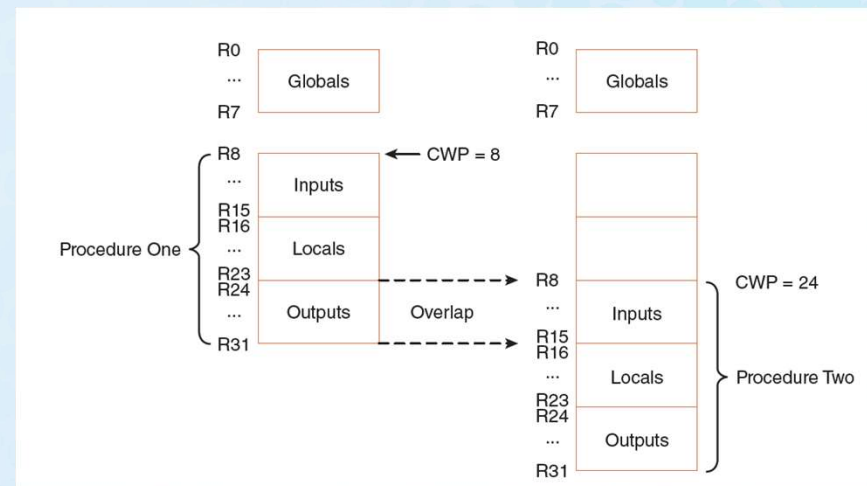 R0
...
R7
Globals
R0
...
R7
Globals
Procedure One
R8
...
R15
R16
...
R23
R24
...
R31
Inputs
Locals
Outputs
CWP = 8
Overlap
R8
...
R15
R16
...
R23
R24
...
R31
Inputs
Locals
Outputs
CWP = 24
Procedure Two